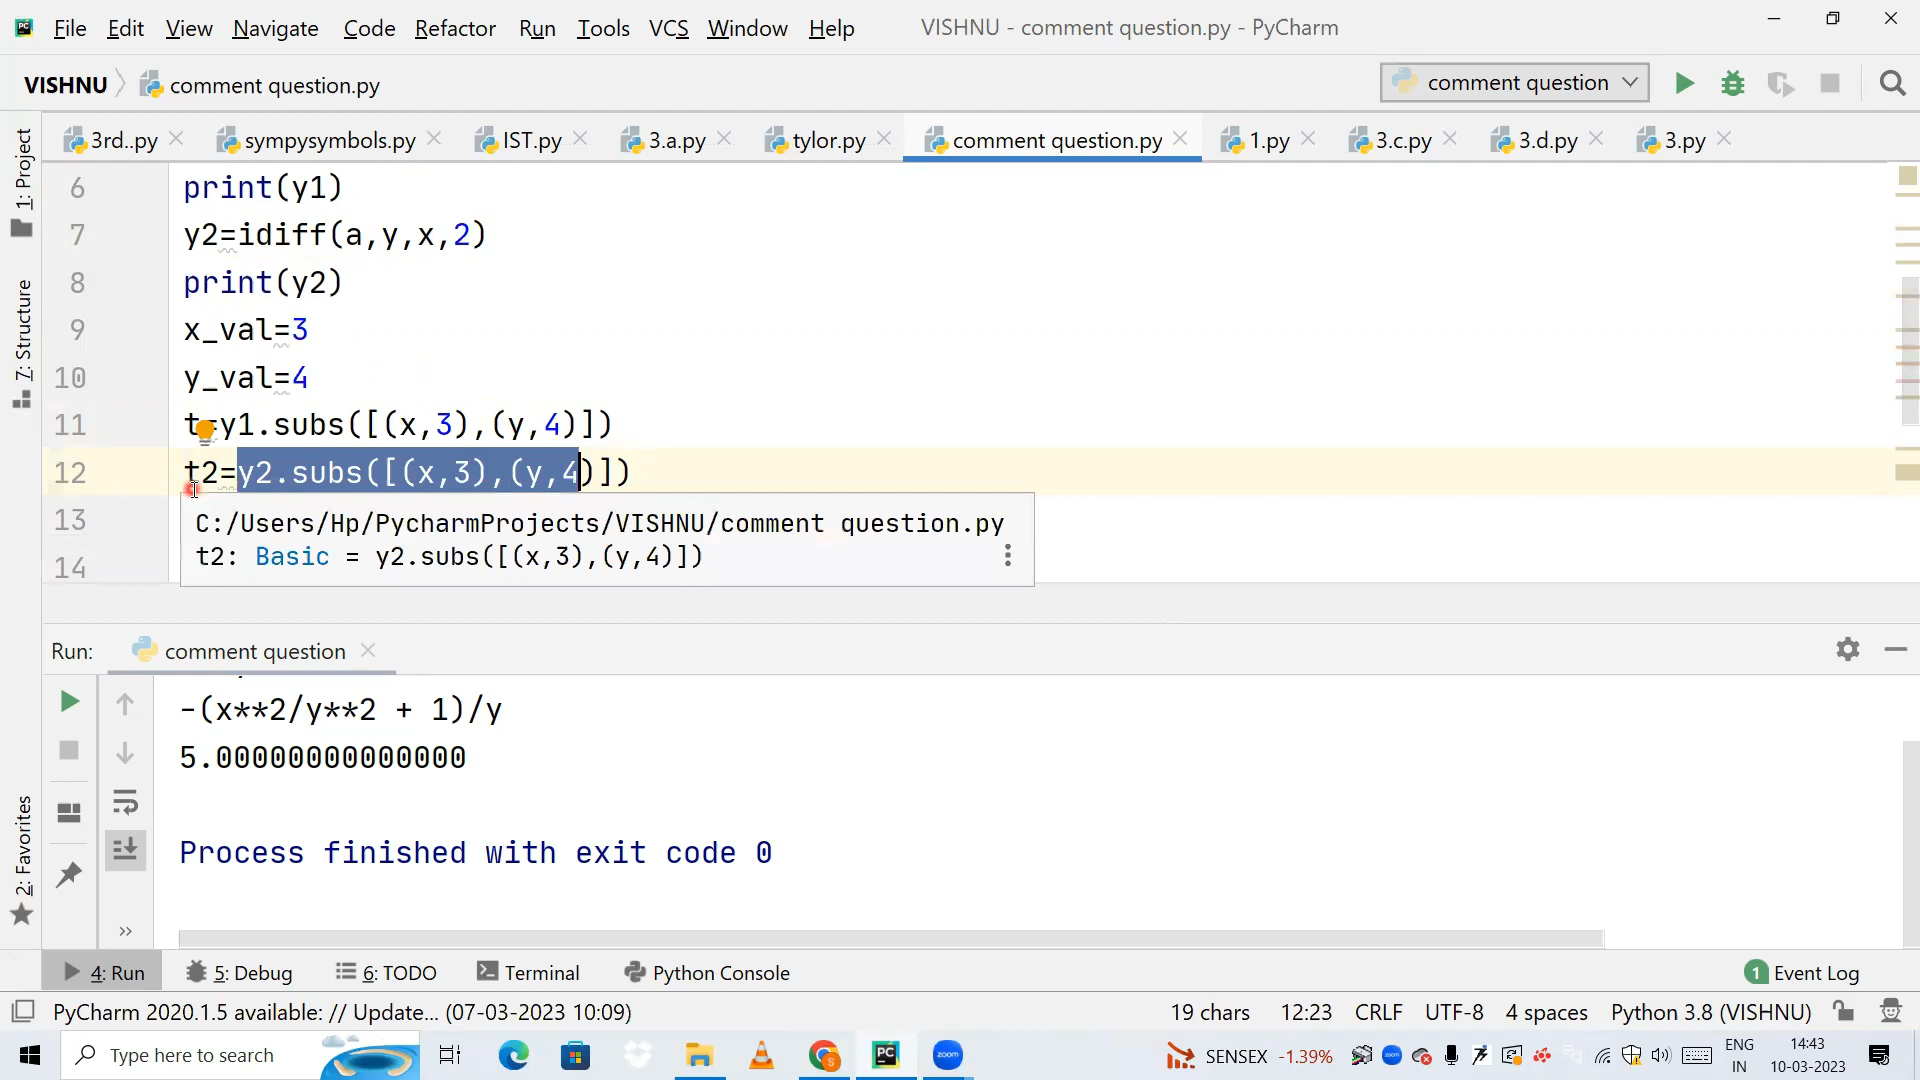 File Edit View Navigate Code Refactor Run Tools VCS Window Help VISHNU - comment question.py - PyCharm
VISHNU comment question.py comment question
3rd..py sympysymbols.py IST.py 3.a.py tylor.py comment question.py 1.py 3.c.py 3.d.py 3.py
1: Project
7: Structure
2: Favorites
6 print(y1)
7 y2=idiff(a,y,x,2)
8 print(y2)
9 x_val=3
10 y_val=4
11 t=y1.subs([(x,3),(y,4)])
12 t2=y2.subs([(x,3),(y,4)])
13
14
C:/Users/Hp/PycharmProjects/VISHNU/comment question.py
t2: Basic = y2.subs([(x,3),(y,4)])
Run: comment question
-(x**2/y**2 + 1)/y
5.00000000000000
Process finished with exit code 0
4: Run 5: Debug 6: TODO Terminal Python Console 1 Event Log
PyCharm 2020.1.5 available: // Update... (07-03-2023 10:09) 19 chars 12:23 CRLF UTF-8 4 spaces Python 3.8 (VISHNU)
Type here to search zoom SENSEX -1.39% zoom ENG IN 14:43 10-03-2023